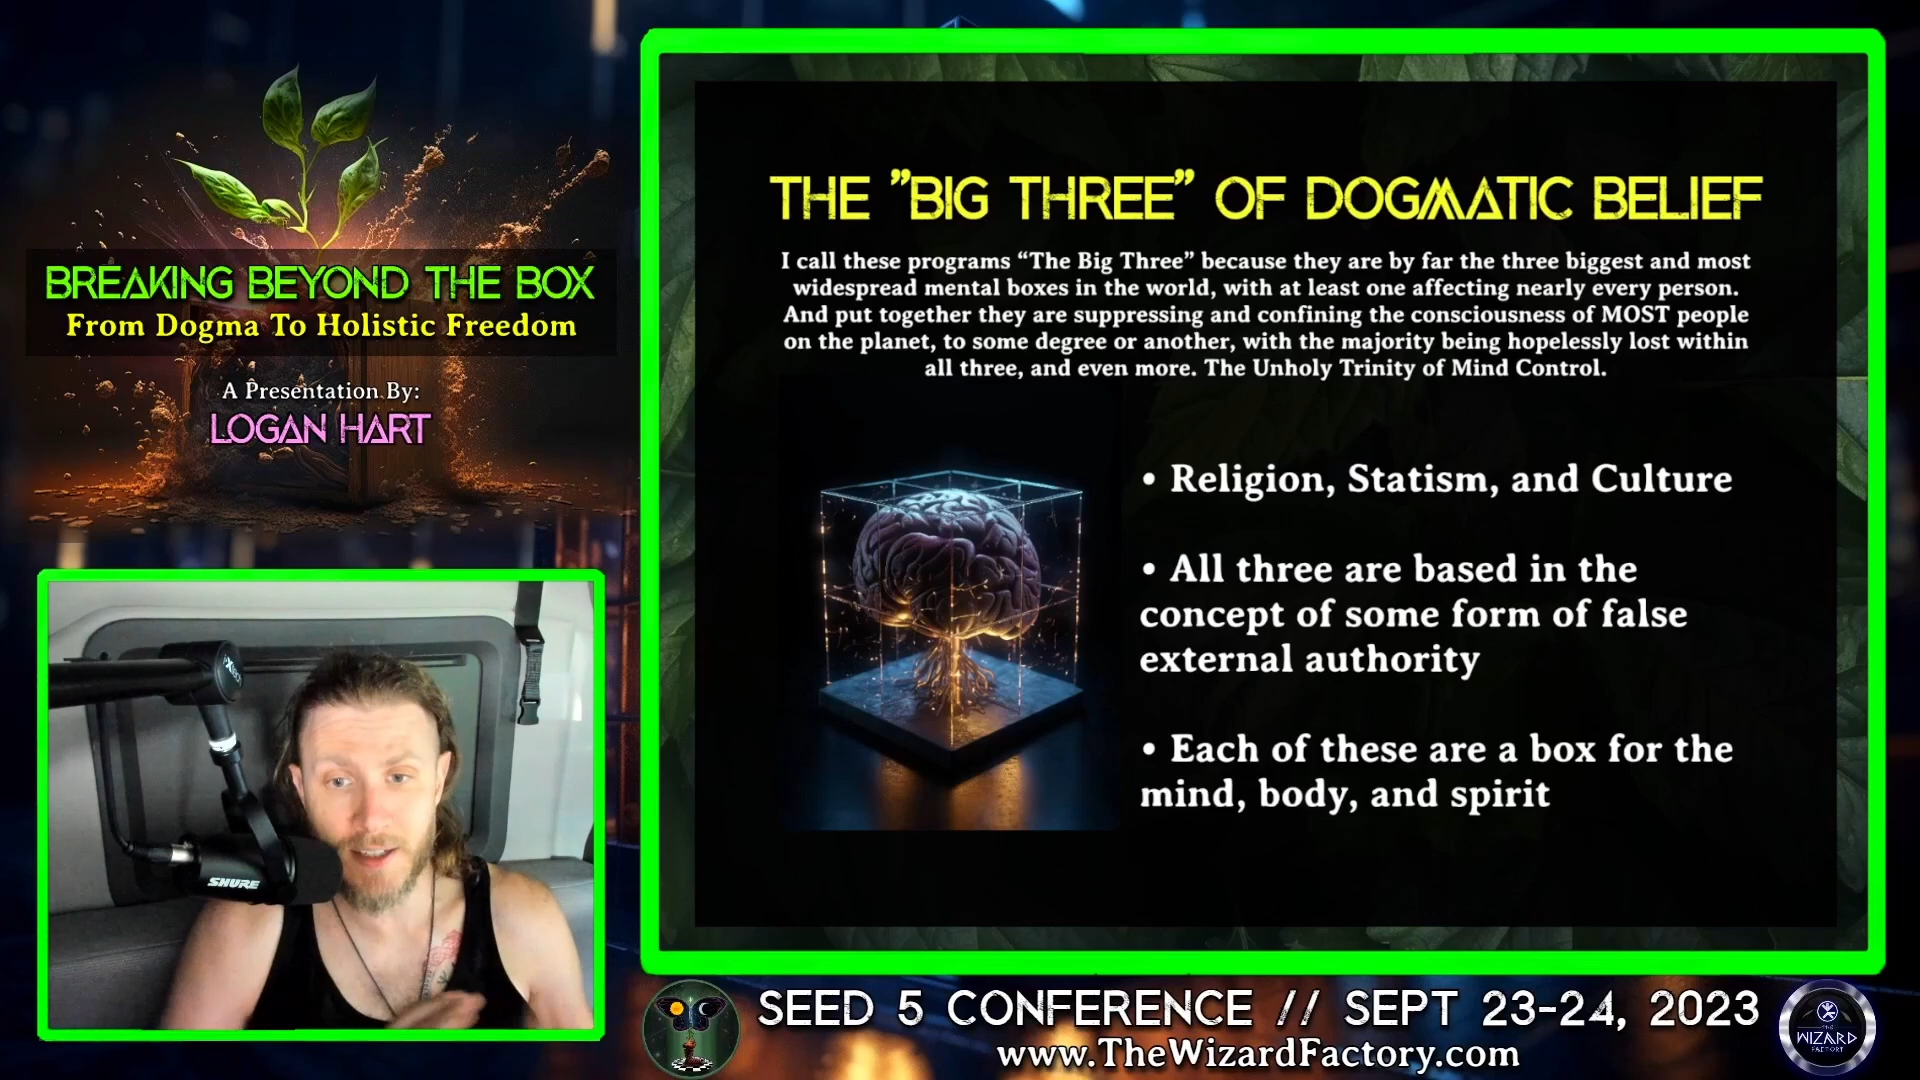 BREAKING BEYOND THE BOX
From Dogma To Holistic Freedom
A Presentation By:
LOGAN HART
SHURE
THE "BIG THREE" OF DOGMATIC BELIEF
I call these programs “The Big Three” because they are by far the three biggest and most
widespread mental boxes in the world, with at least one affecting nearly every person.
And put together they are suppressing and confining the consciousness of MOST people
on the planet, to some degree or another, with the majority being hopelessly lost within
all three, and even more. The Unholy Trinity of Mind Control.
• Religion, Statism, and Culture
• All three are based in the
concept of some form of false
external authority
• Each of these are a box for the
mind, body, and spirit
SEED 5 CONFERENCE // SEPT 23-24, 2023
www.TheWizardFactory.com
THE
WIZARD
FACTORY